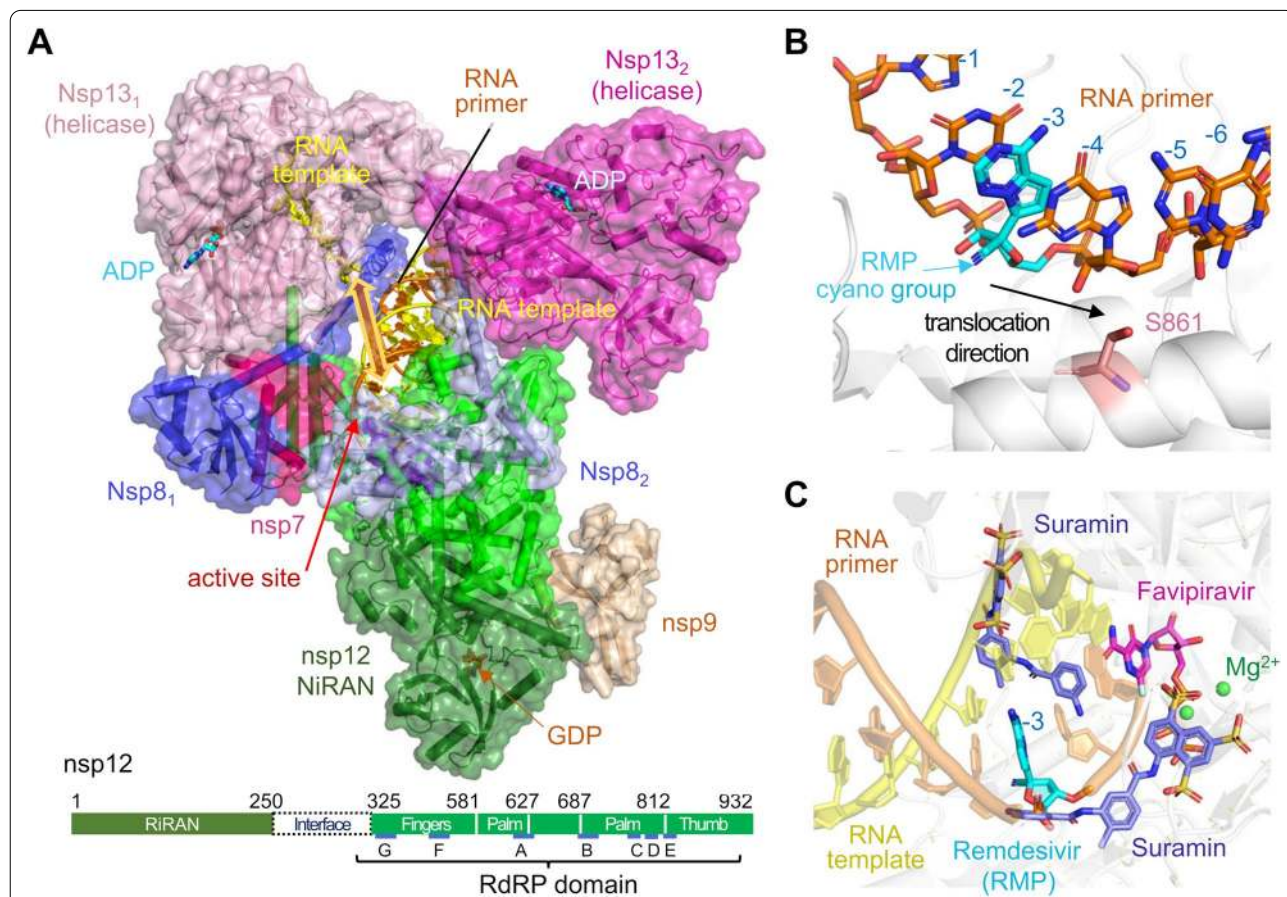 A
Nsp13₁
(helicase)
RNA
template
RNA
primer
Nsp13₂
(helicase)
ADP
ADP
RNA template
Nsp8₁
nsp7
active site
Nsp8₂
nsp12
NiRAN
nsp9
GDP
nsp12
1 250 325 581 627 687 812 932
RiRAN Interface Fingers Palm Palm Thumb
G F A B C D E
RdRP domain
B
-1
-2
-3
RNA primer
-4
-5 -6
RMP
cyano group
translocation
direction
S861
C
Suramin
RNA
primer
Favipiravir
Mg²⁺
-3
RNA
template
Remdesivir
(RMP)
Suramin